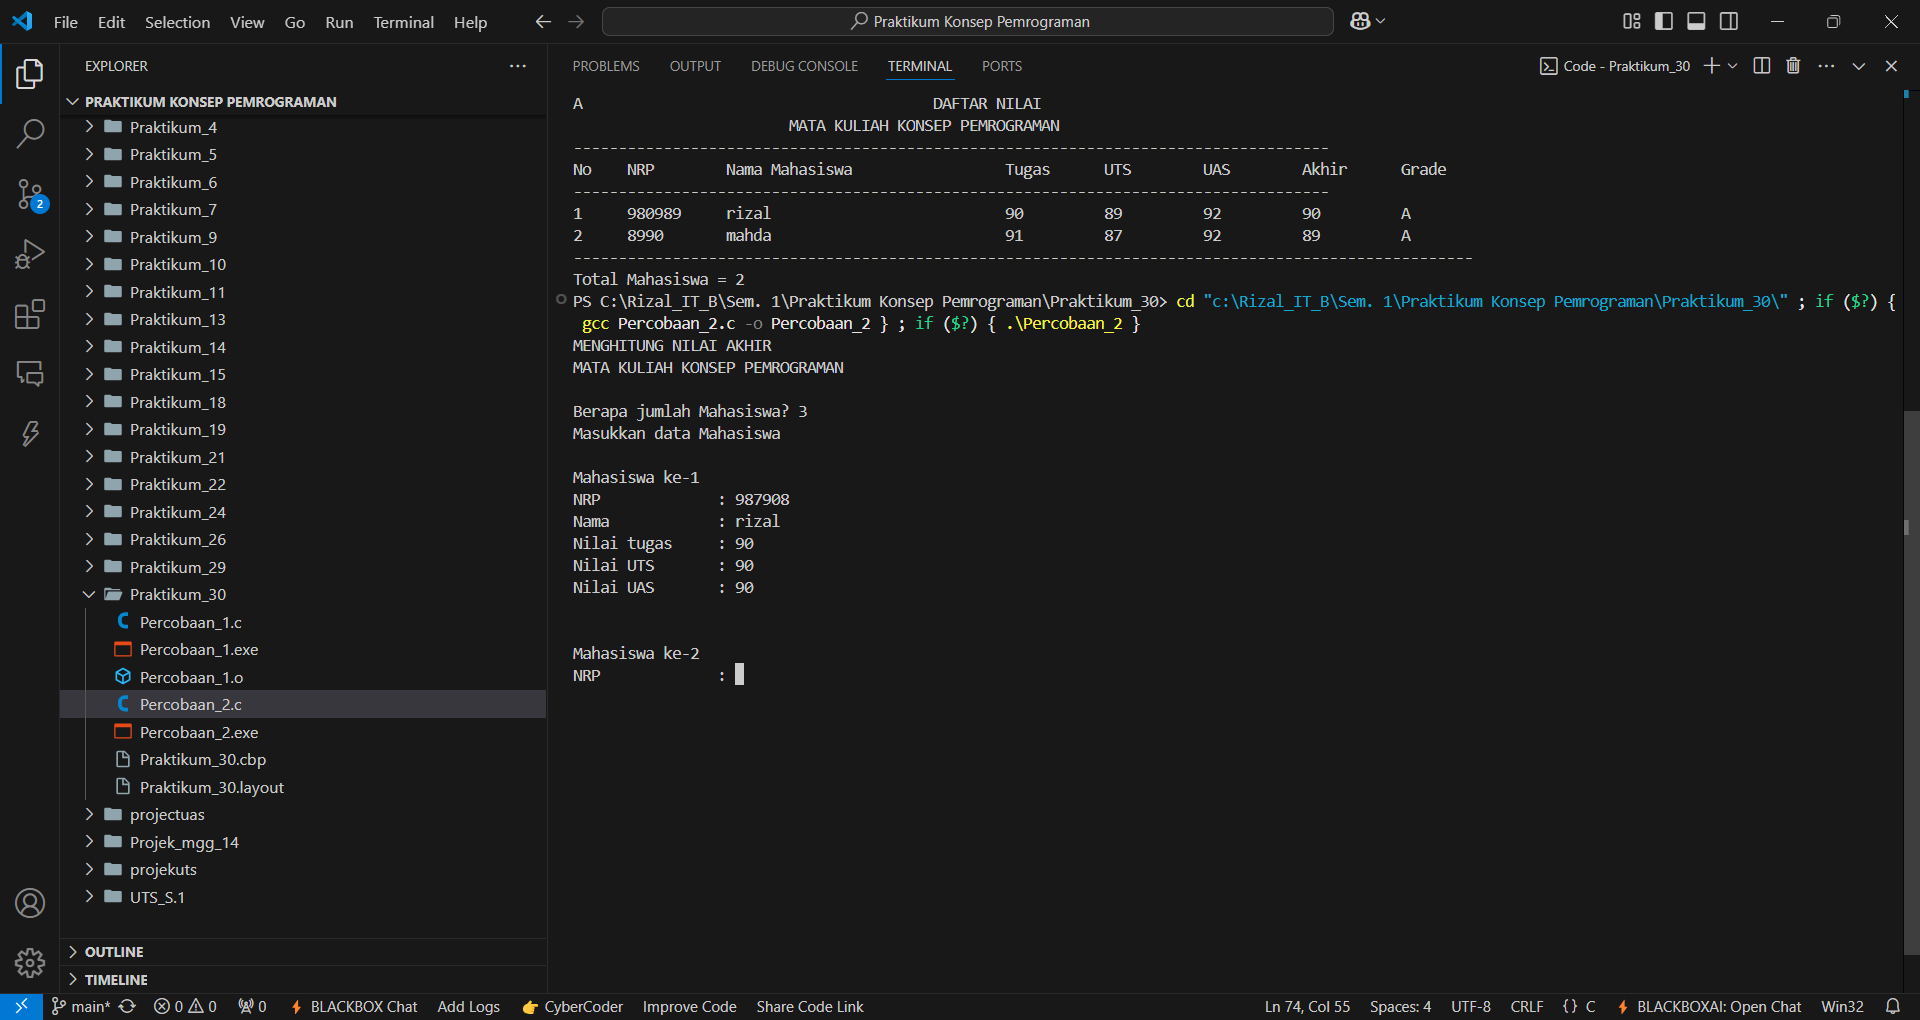 File Edit Selection View Go Run Terminal Help
Praktikum Konsep Pemrograman
EXPLORER
PRAKTIKUM KONSEP PEMROGRAMAN
Praktikum_4
Praktikum_5
Praktikum_6
Praktikum_7
Praktikum_9
Praktikum_10
Praktikum_11
Praktikum_13
Praktikum_14
Praktikum_15
Praktikum_18
Praktikum_19
Praktikum_21
Praktikum_22
Praktikum_24
Praktikum_26
Praktikum_29
Praktikum_30
Percobaan_1.c
Percobaan_1.exe
Percobaan_1.o
Percobaan_2.c
Percobaan_2.exe
Praktikum_30.cbp
Praktikum_30.layout
projectuas
Projek_mgg_14
projekuts
UTS_S.1
OUTLINE
TIMELINE
2
PROBLEMS OUTPUT DEBUG CONSOLE TERMINAL PORTS
Code - Praktikum_30
A DAFTAR NILAI
MATA KULIAH KONSEP PEMROGRAMAN
------------------------------------------------------------------------------------
No NRP Nama Mahasiswa Tugas UTS UAS Akhir Grade
------------------------------------------------------------------------------------
1 980989 rizal 90 89 92 90 A
2 8990 mahda 91 87 92 89 A
----------------------------------------------------------------------------------------------------
Total Mahasiswa = 2
PS C:\Rizal_IT_B\Sem. 1\Praktikum Konsep Pemrograman\Praktikum_30> cd "c:\Rizal_IT_B\Sem. 1\Praktikum Konsep Pemrograman\Praktikum_30\" ; if ($?) {
gcc Percobaan_2.c -o Percobaan_2 } ; if ($?) { .\Percobaan_2 }
MENGHITUNG NILAI AKHIR
MATA KULIAH KONSEP PEMROGRAMAN
Berapa jumlah Mahasiswa? 3
Masukkan data Mahasiswa
Mahasiswa ke-1
NRP : 987908
Nama : rizal
Nilai tugas : 90
Nilai UTS : 90
Nilai UAS : 90
Mahasiswa ke-2
NRP :
main* 0 0 0 BLACKBOX Chat Add Logs CyberCoder Improve Code Share Code Link Ln 74, Col 55 Spaces: 4 UTF-8 CRLF {} C BLACKBOXAI: Open Chat Win32